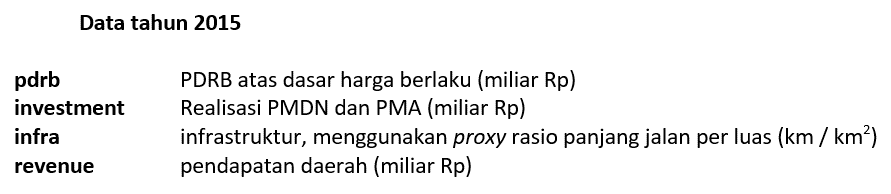 Data tahun 2015
pdrb PDRB atas dasar harga berlaku (miliar Rp)
investment Realisasi PMDN dan PMA (miliar Rp)
infra infrastruktur, menggunakan proxy rasio panjang jalan per luas (km / km²)
revenue pendapatan daerah (miliar Rp)